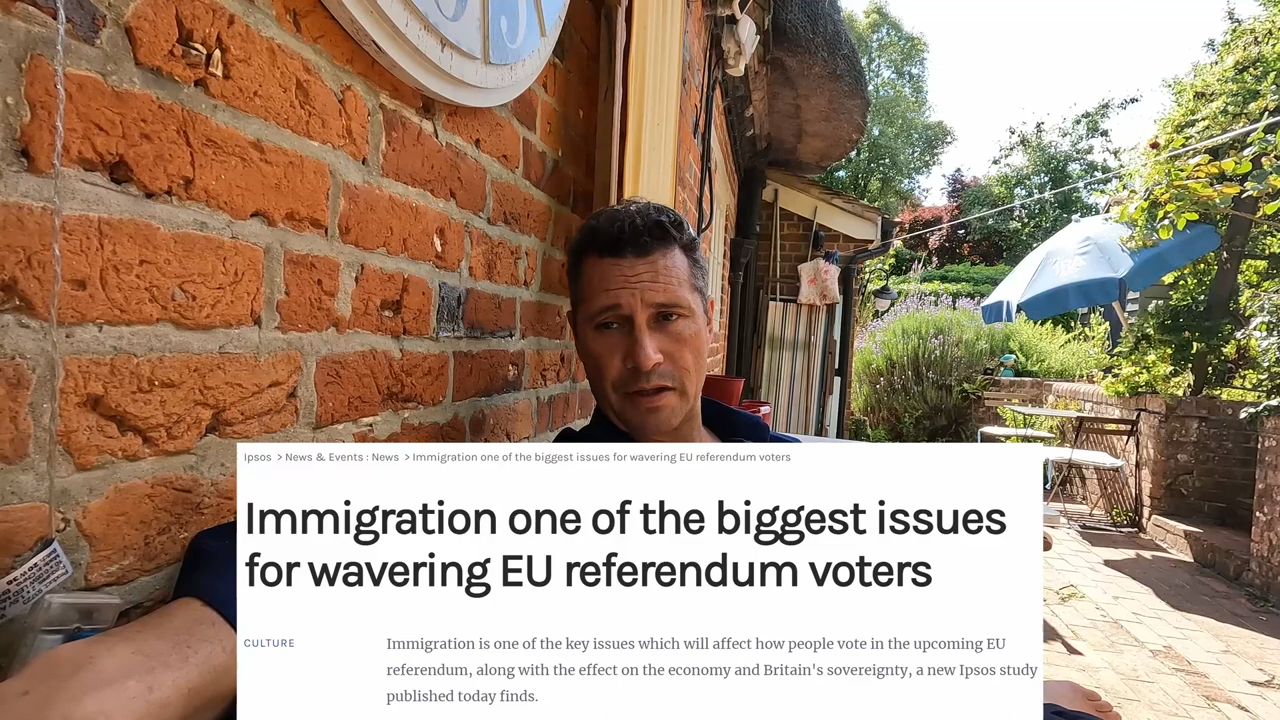 Ipsos > News & Events : News > Immigration one of the biggest issues for wavering EU referendum voters
Immigration one of the biggest issues
for wavering EU referendum voters
CULTURE
Immigration is one of the key issues which will affect how people vote in the upcoming EU
referendum, along with the effect on the economy and Britain's sovereignty, a new Ipsos study
published today finds.